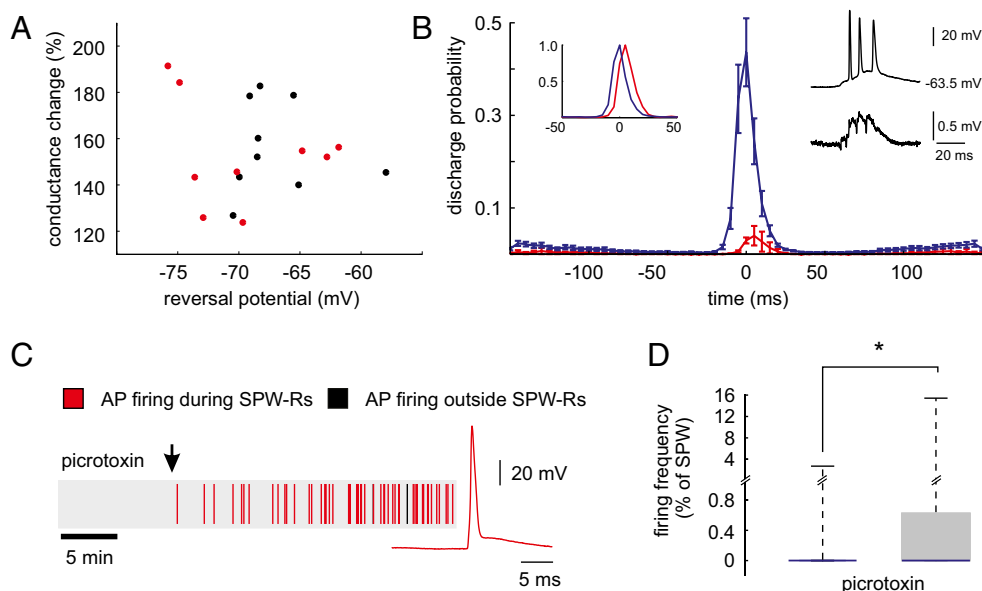 A
conductance change (%)
200
180
160
140
120
-75
-70
-65
-60
reversal potential (mV)
B
discharge probability
0.5
0.3
0.1
-100
-50
0
50
100
time (ms)
1.0
0.5
-50
0
50
20 mV
-63.5 mV
0.5 mV
20 ms
C
AP firing during SPW-Rs
AP firing outside SPW-Rs
picrotoxin
5 min
20 mV
5 ms
D
*
firing frequency
(% of SPW)
16
12
8
4
0.8
0.4
0
picrotoxin